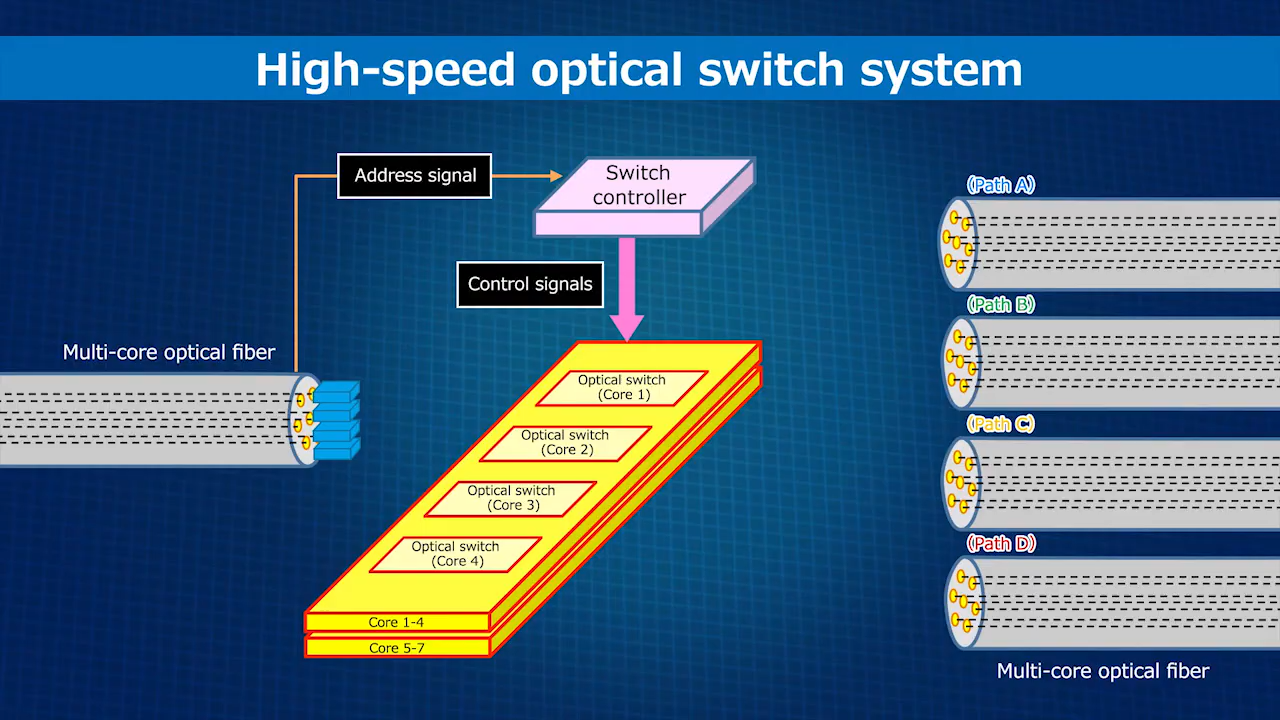 High-speed optical switch system
Address signal
Switch
controller
(Path A)
Control signals
(Path B)
Multi-core optical fiber
Optical switch
(Core 1)
(Path C)
Optical switch
(Core 2)
Optical switch
(Core 3)
(Path D)
Optical switch
(Core 4)
Core 1-4
Core 5-7
Multi-core optical fiber